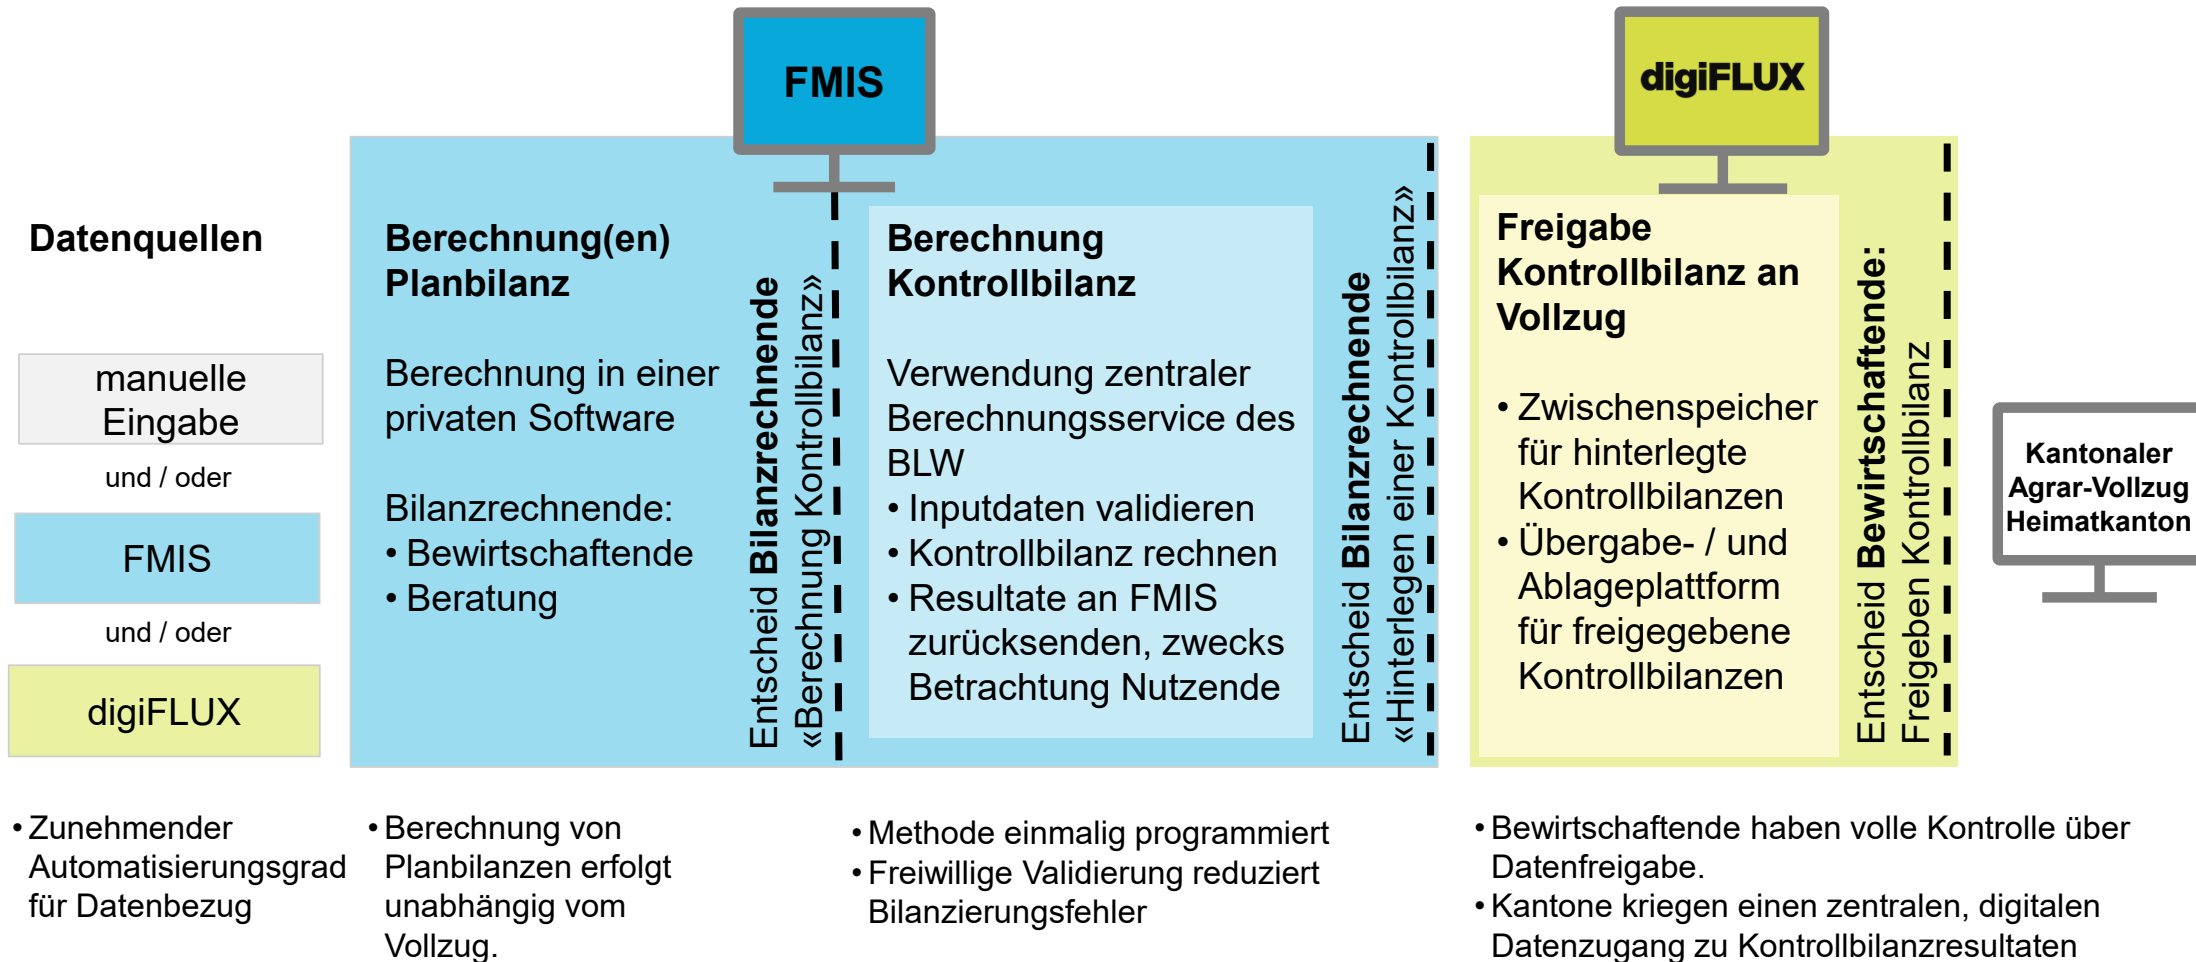 FMIS
digiFLUX
Datenquellen
manuelle
Eingabe
und / oder
FMIS
und / oder
digiFLUX
Berechnung(en)
Planbilanz
Berechnung in einer
privaten Software
Bilanzrechnende:
• Bewirtschaftende
• Beratung
Entscheid Bilanzrechnende
«Berechnung Kontrollbilanz»
Berechnung
Kontrollbilanz
Verwendung zentraler
Berechnungsservice des
BLW
• Inputdaten validieren
• Kontrollbilanz rechnen
• Resultate an FMIS
zurücksenden, zwecks
Betrachtung Nutzende
Entscheid Bilanzrechnende
«Hinterlegen einer Kontrollbilanz»
Freigabe
Kontrollbilanz an
Vollzug
• Zwischenspeicher
für hinterlegte
Kontrollbilanzen
• Übergabe- / und
Ablageplattform
für freigegebene
Kontrollbilanzen
Entscheid Bewirtschaftende:
Freigeben Kontrollbilanz
Kantonaler
Agrar-Vollzug
Heimatkanton
• Zunehmender
Automatisierungsgrad
für Datenbezug
• Berechnung von
Planbilanzen erfolgt
unabhängig vom
Vollzug.
• Methode einmalig programmiert
• Freiwillige Validierung reduziert
Bilanzierungsfehler
• Bewirtschaftende haben volle Kontrolle über
Datenfreigabe.
• Kantone kriegen einen zentralen, digitalen
Datenzugang zu Kontrollbilanzresultaten